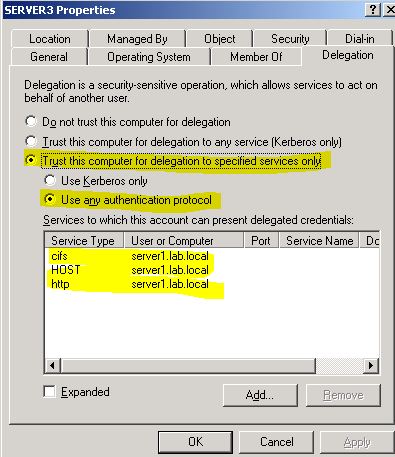 SERVER3 Properties
Location
Managed By
Object
Security
Dial-in
General
Operating System
Member Of
Delegation
Delegation is a security-sensitive operation, which allows services to act on
behalf of another user.
Do not trust this computer for delegation
Trust this computer for delegation to any service (Kerberos only)
Trust this computer for delegation to specified services only
Use Kerberos only
Use any authentication protocol
Services to which this account can present delegated credentials:
Service Type User or Computer Port Service Name Do
cifs server1.lab.local
HOST server1.lab.local
http server1.lab.local
Expanded
Add...
Remove
OK
Cancel
Apply